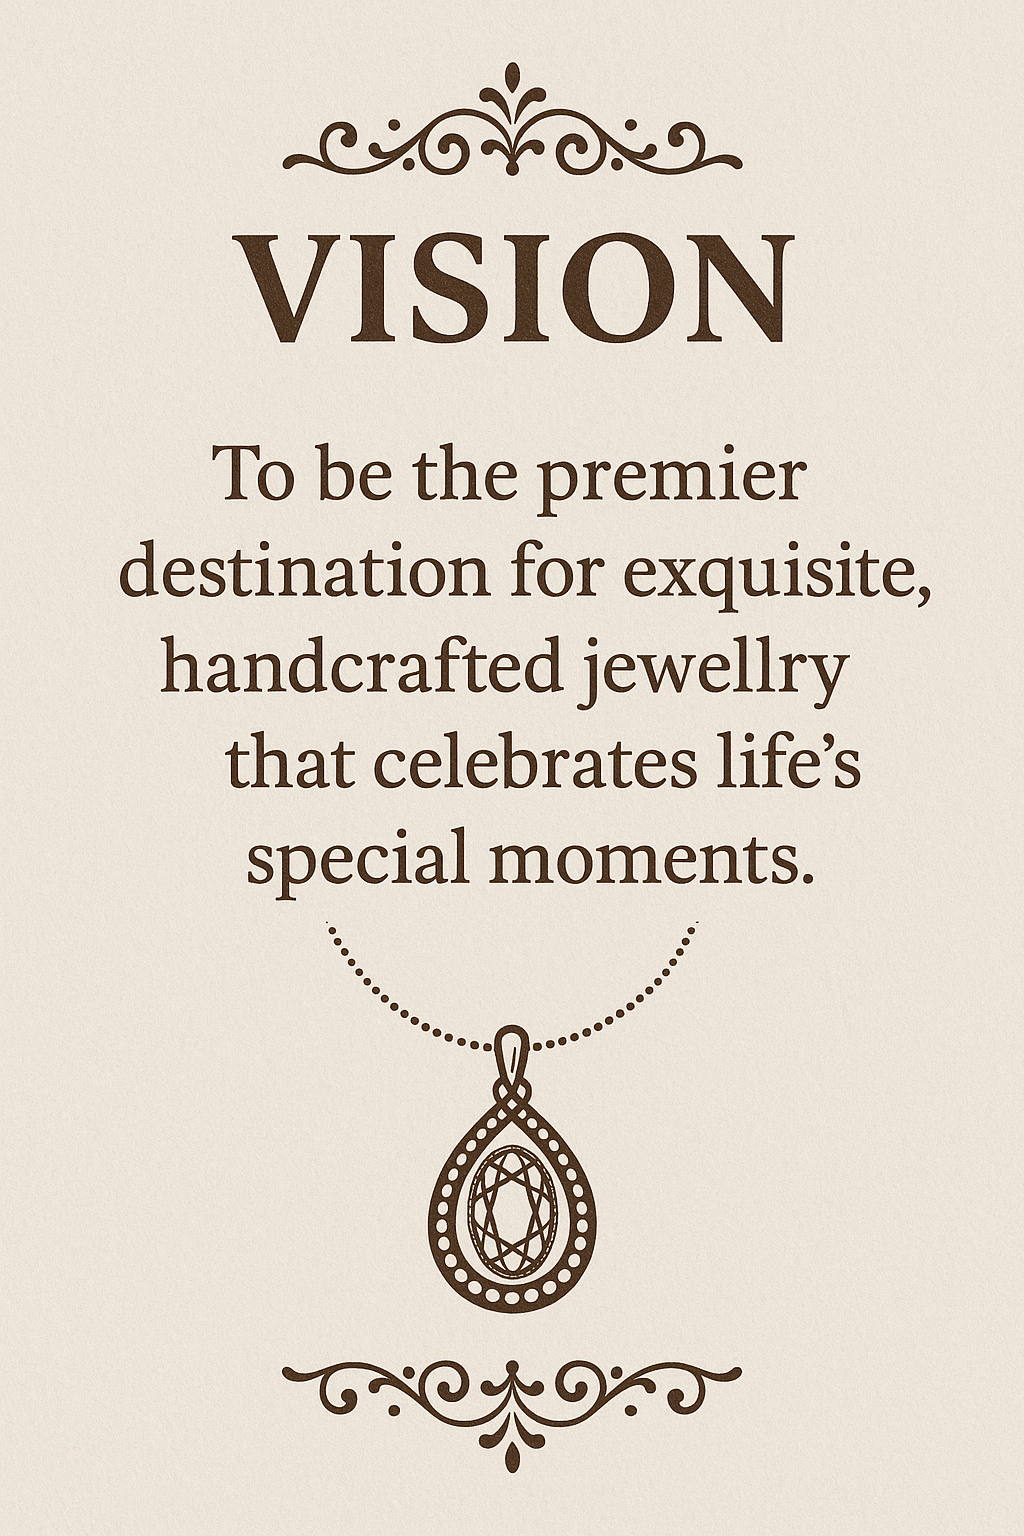 VISION
To be the premier
destination for exquisite,
handcrafted jewellry
that celebrates life’s
special moments.